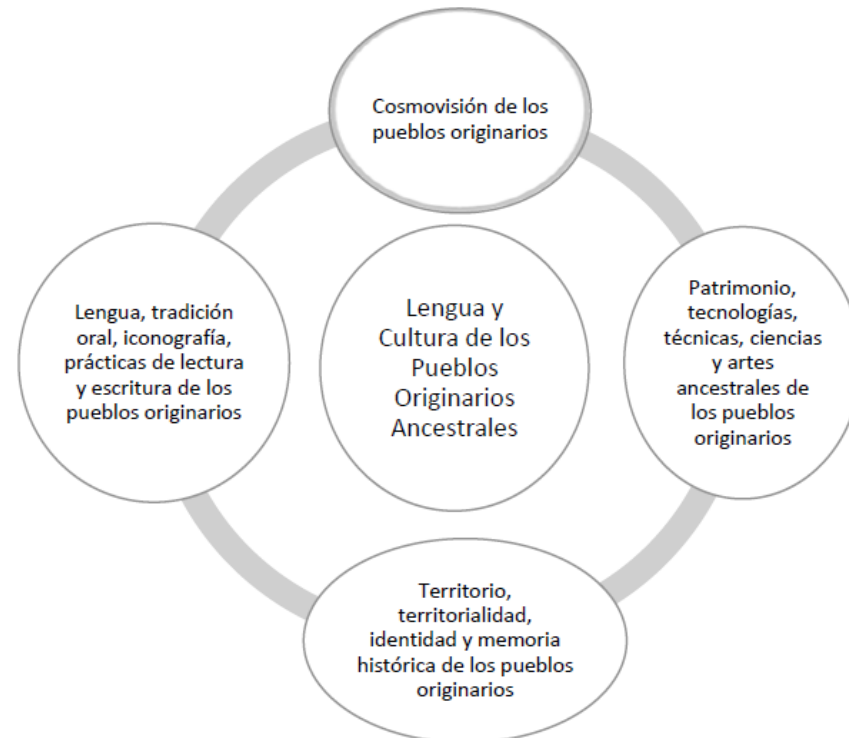 Cosmovisión de los
pueblos originarios
Lengua, tradición
oral, iconografía,
prácticas de lectura
y escritura de los
pueblos originarios
Lengua y
Cultura de los
Pueblos
Originarios
Ancestrales
Patrimonio,
tecnologías,
técnicas, ciencias
y artes
ancestrales de
los pueblos
originarios
Territorio,
territorialidad,
identidad y memoria
histórica de los pueblos
originarios